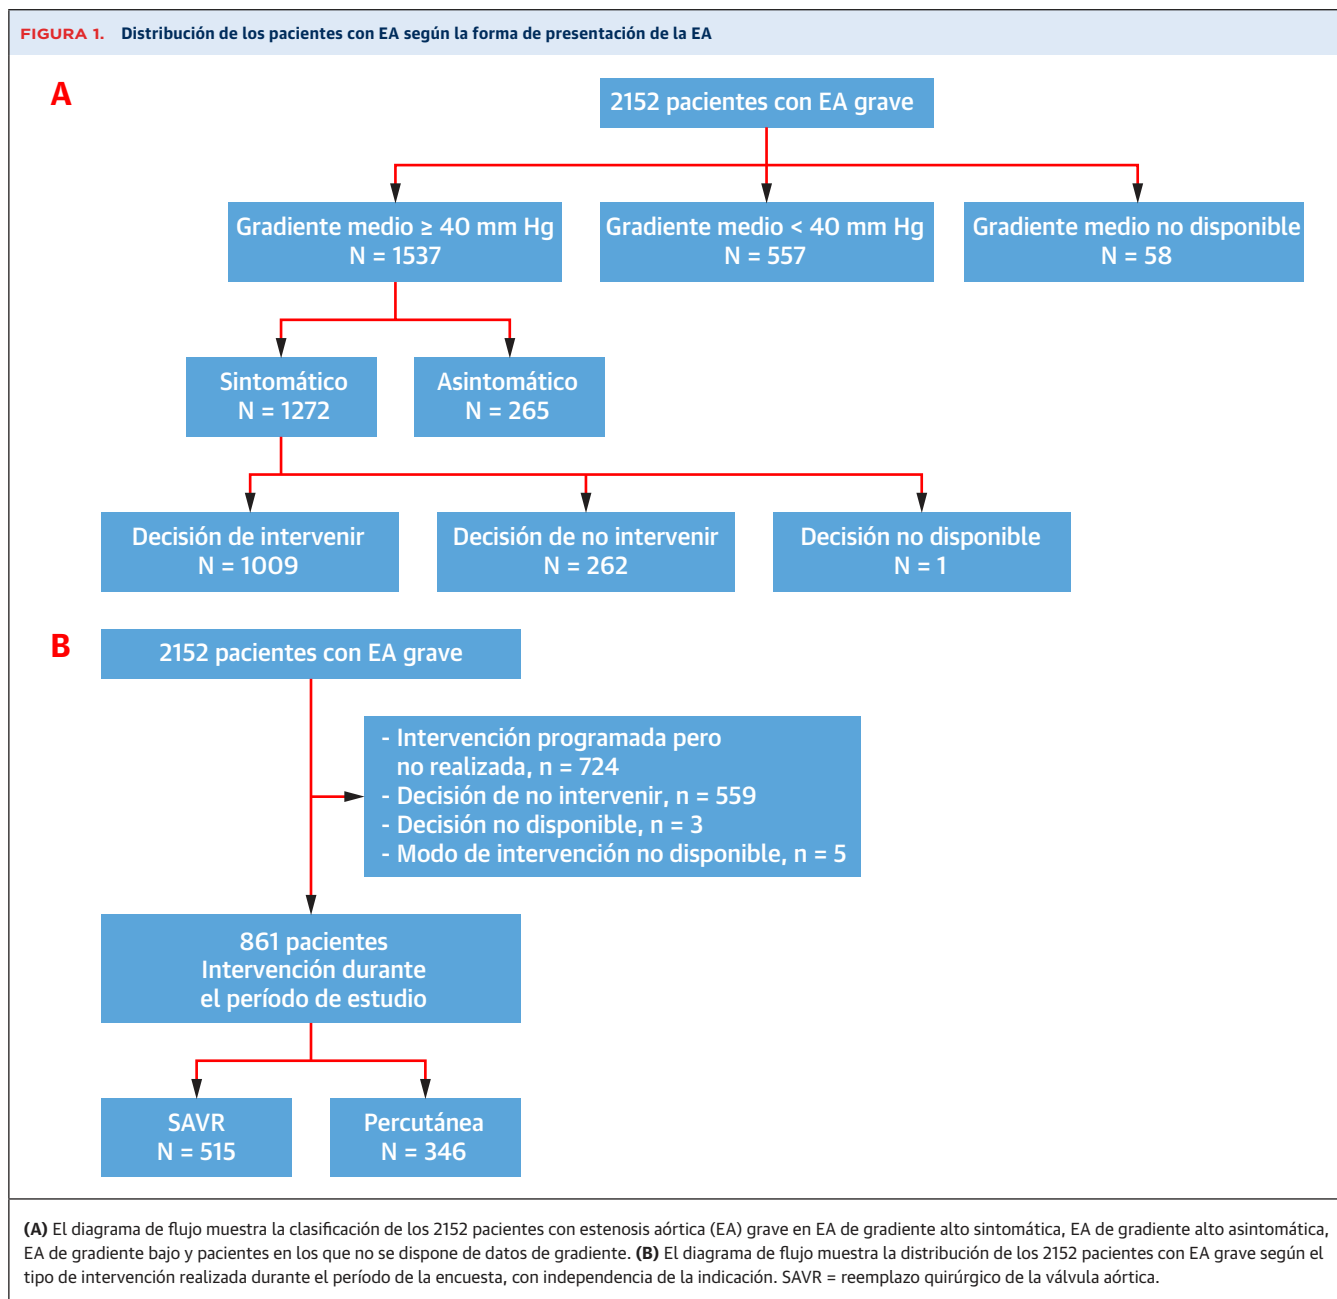 FIGURA 1. Distribución de los pacientes con EA según la forma de presentación de la EA
A
2152 pacientes con EA grave
Gradiente medio ≥ 40 mm Hg
N = 1537
Gradiente medio < 40 mm Hg
N = 557
Gradiente medio no disponible
N = 58
Sintomático
N = 1272
Asintomático
N = 265
Decisión de intervenir
N = 1009
Decisión de no intervenir
N = 262
Decisión no disponible
N = 1
B
2152 pacientes con EA grave
- Intervención programada pero
no realizada, n = 724
- Decisión de no intervenir, n = 559
- Decisión no disponible, n = 3
- Modo de intervención no disponible, n = 5
861 pacientes
Intervención durante
el período de estudio
SAVR
N = 515
Percutánea
N = 346
(A) El diagrama de flujo muestra la clasificación de los 2152 pacientes con estenosis aórtica (EA) grave en EA de gradiente alto sintomática, EA de gradiente alto asintomática,
EA de gradiente bajo y pacientes en los que no se dispone de datos de gradiente. (B) El diagrama de flujo muestra la distribución de los 2152 pacientes con EA grave según el
tipo de intervención realizada durante el período de la encuesta, con independencia de la indicación. SAVR = reemplazo quirúrgico de la válvula aórtica.